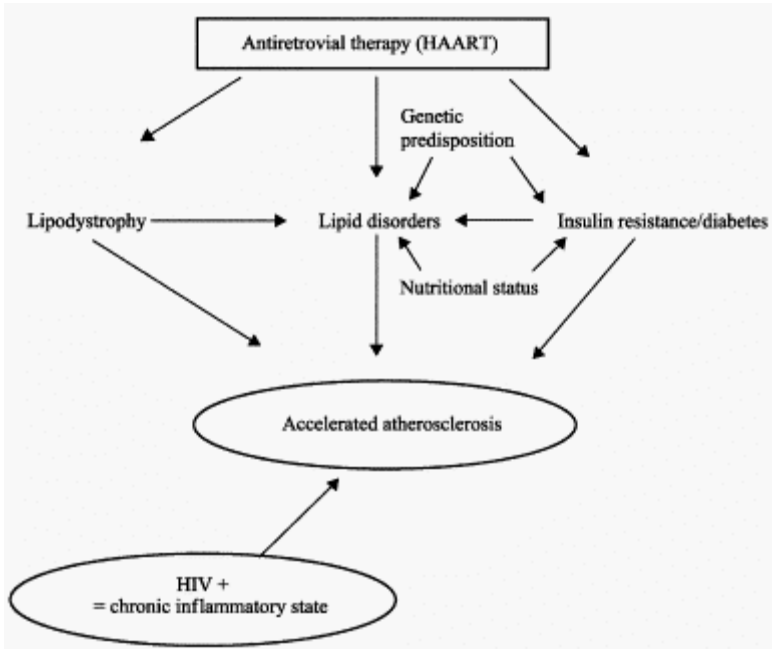 Antiretrovial therapy (HAART)
Genetic
predisposition
Lipodystrophy
Lipid disorders
Insulin resistance/diabetes
Nutritional status
Accelerated atherosclerosis
HIV +
= chronic inflammatory state